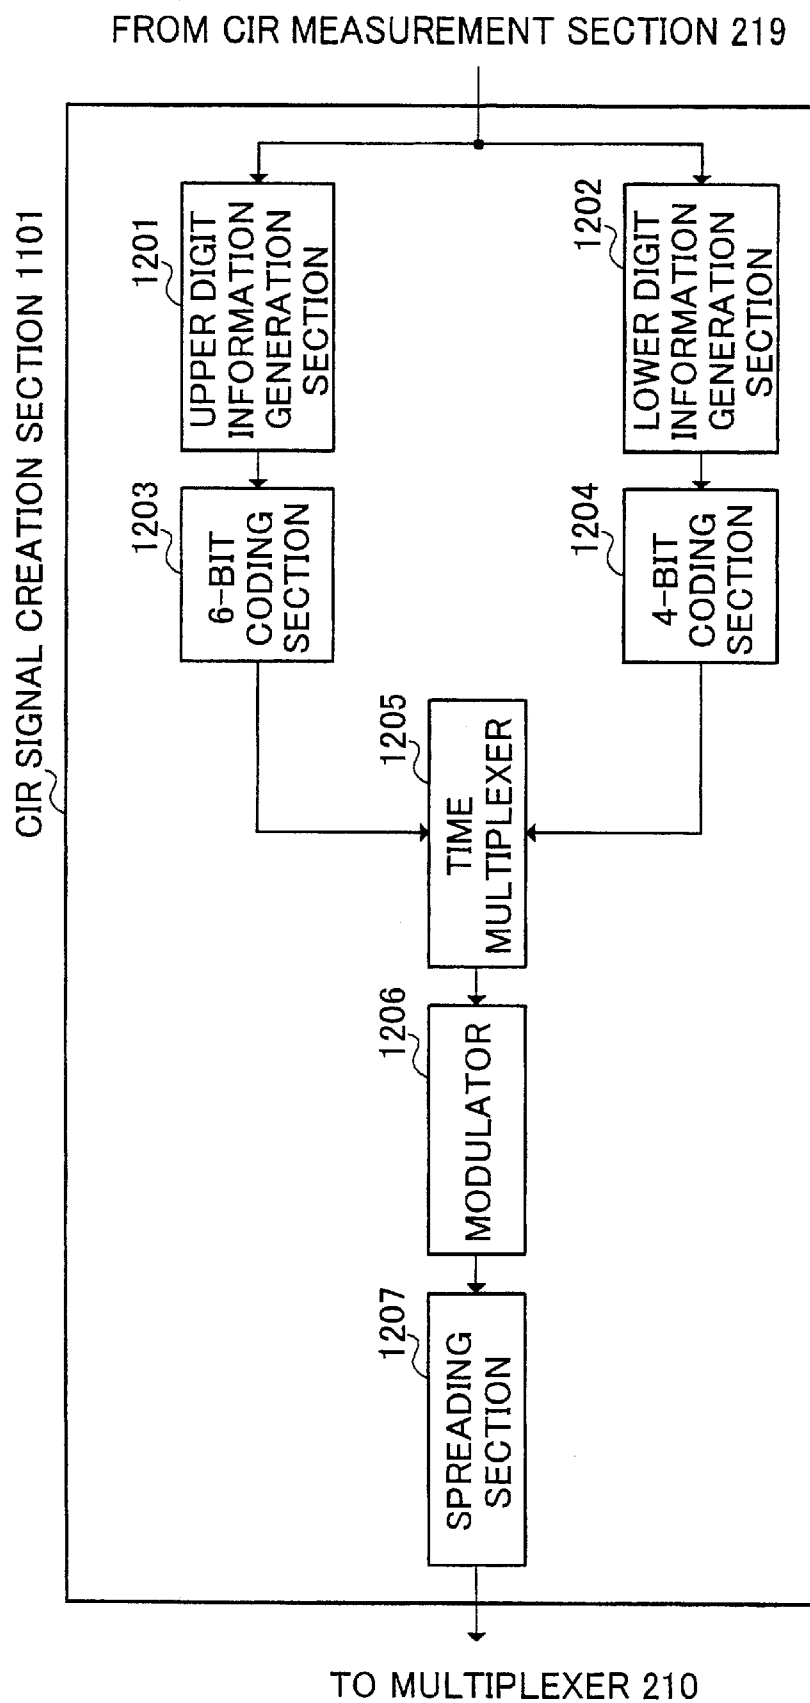 FROM CIR MEASUREMENT SECTION 219
CIR SIGNAL CREATION SECTION 1101
1201
UPPER DIGIT
INFORMATION
GENERATION
SECTION
1202
LOWER DIGIT
INFORMATION
GENERATION
SECTION
1203
6-BIT
CODING
SECTION
1204
4-BIT
CODING
SECTION
1205
TIME
MULTIPLEXER
1206
MODULATOR
1207
SPREADING
SECTION
TO MULTIPLEXER 210